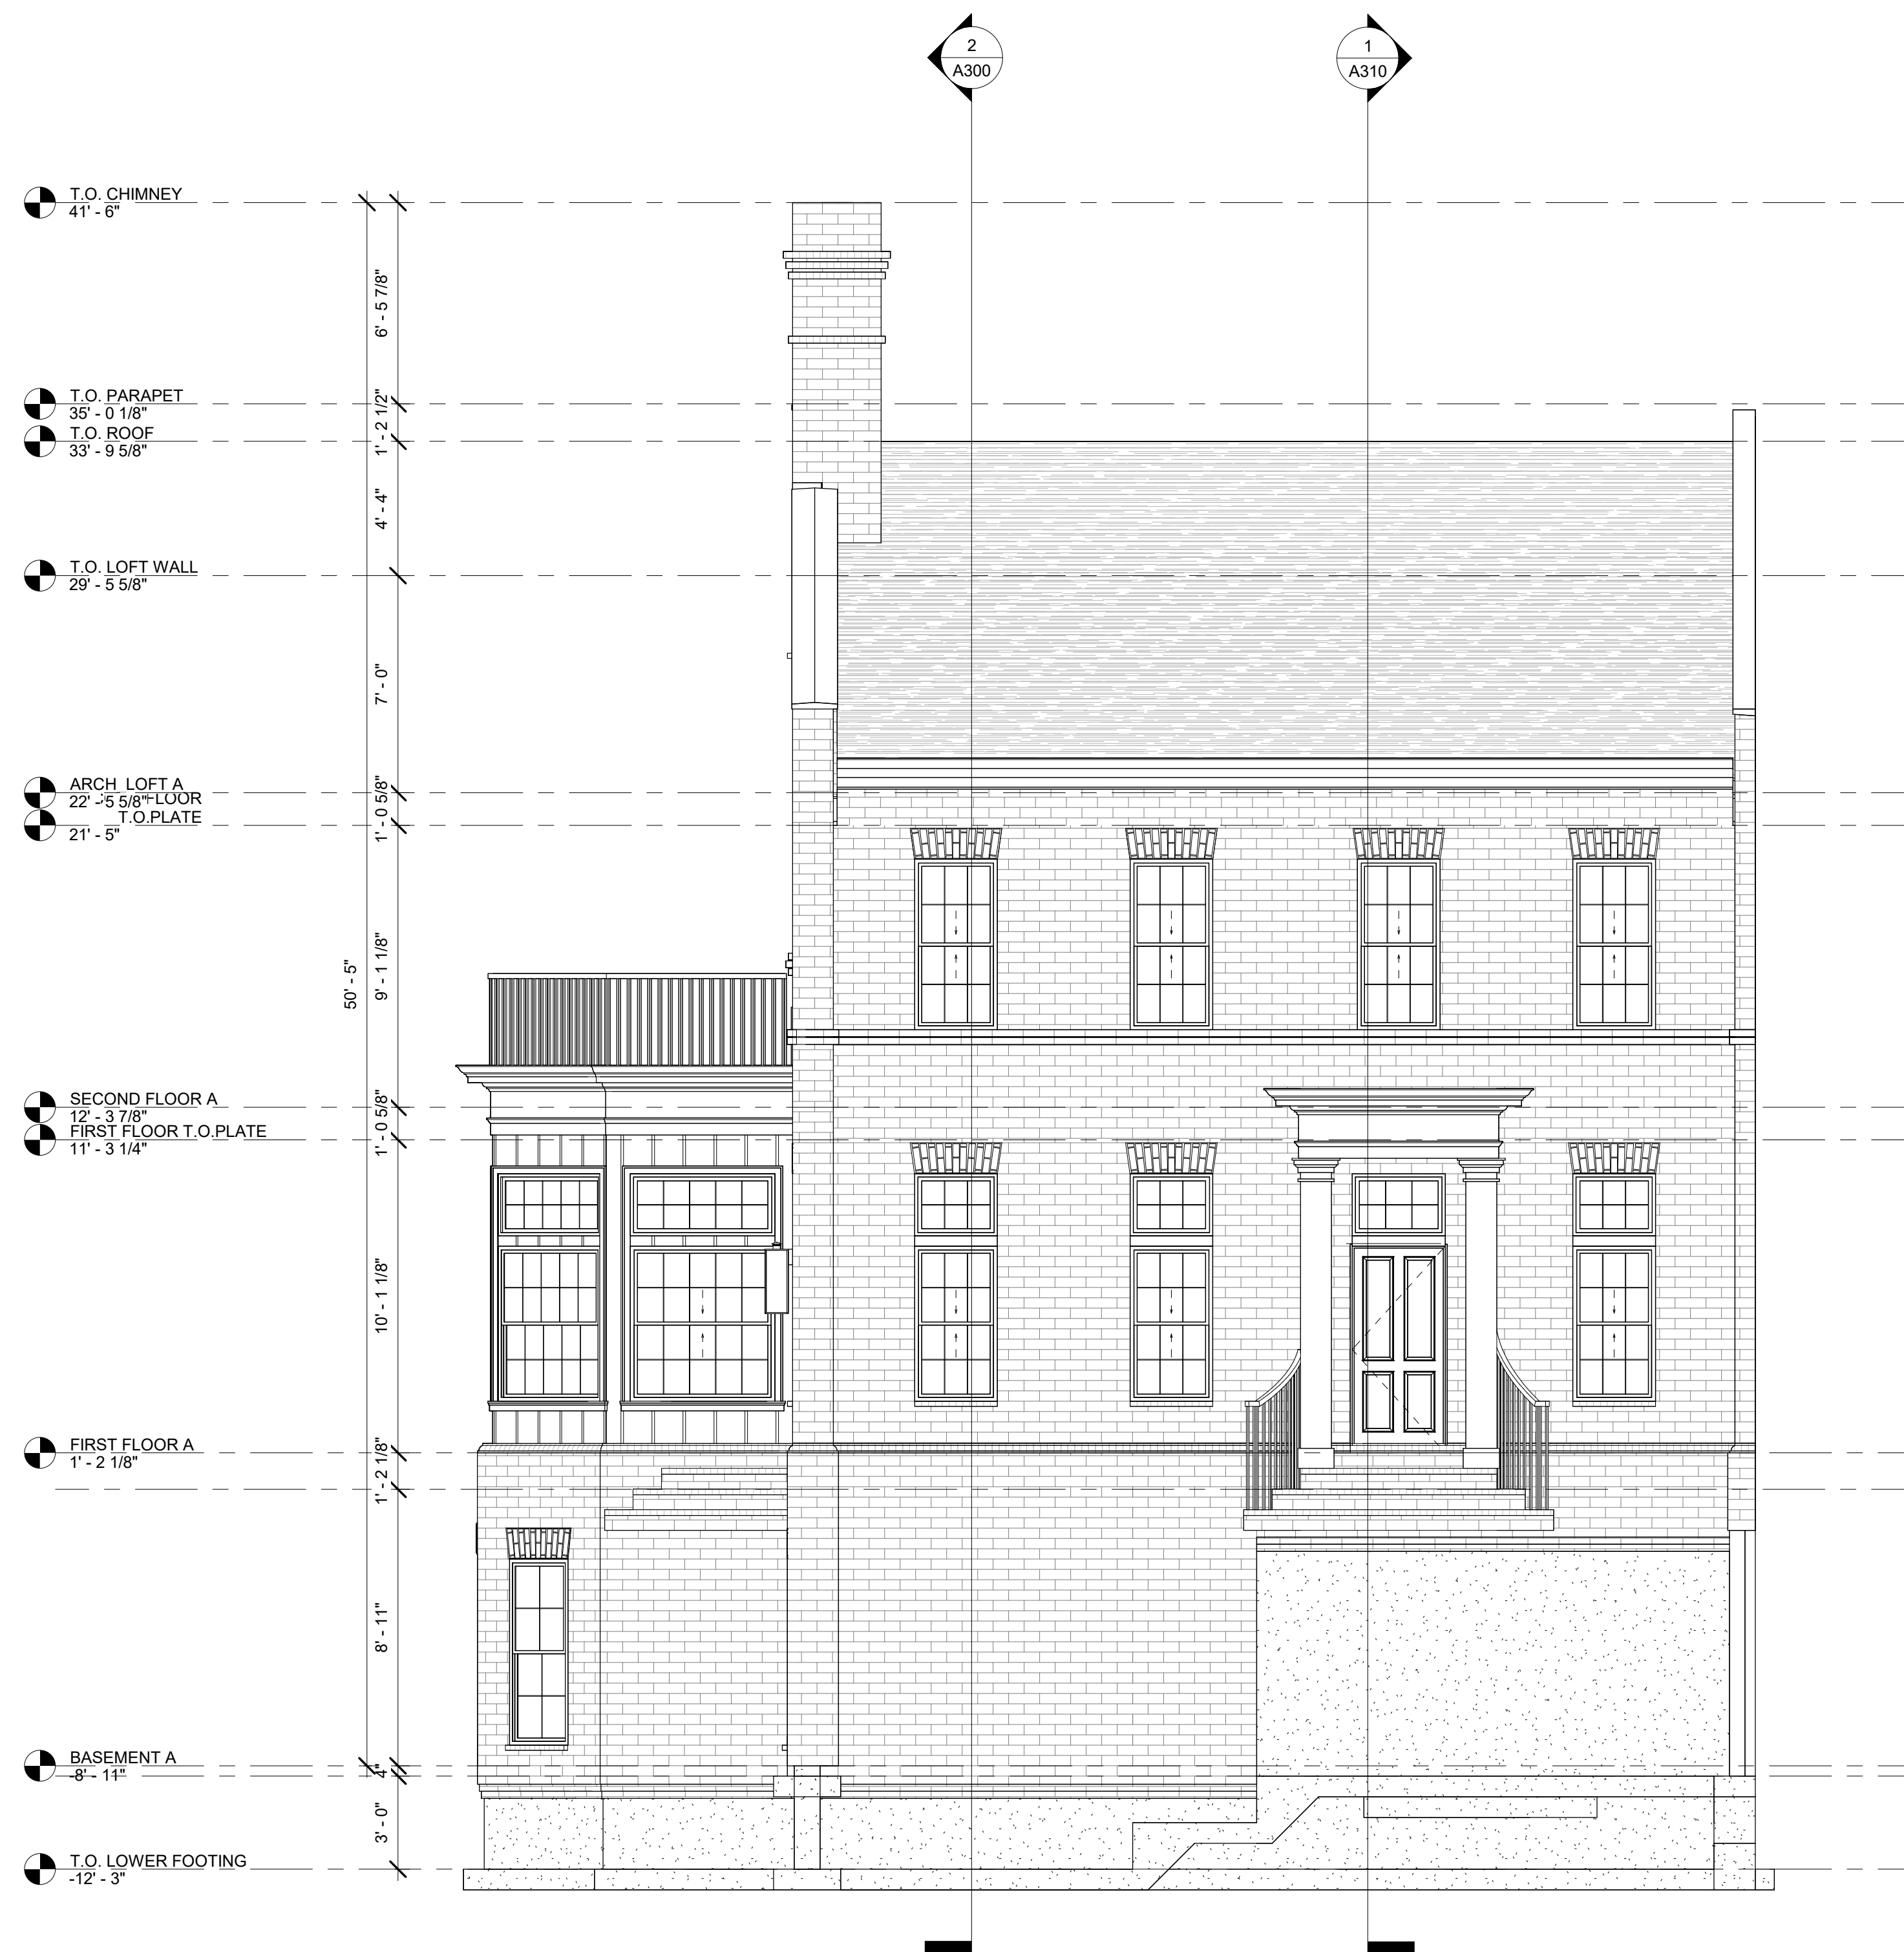 2
A300
1
A310
T.O. CHIMNEY
41' - 6"
6' - 5 7/8"
T.O. PARAPET
35' - 0 1/8"
1' - 2 1/2"
T.O. ROOF
33' - 9 5/8"
4' - 4"
T.O. LOFT WALL
29' - 5 5/8"
7' - 0"
ARCH LOFT A
22' - 5 5/8"
FLOOR
T.O.PLATE
21' - 5"
1' - 0 5/8"
9' - 1 1/8"
50' - 5"
SECOND FLOOR A
12' - 3 7/8"
1' - 0 5/8"
FIRST FLOOR T.O.PLATE
11' - 3 1/4"
10' - 1 1/8"
FIRST FLOOR A
1' - 2 1/8"
1' - 2 1/8"
8' - 11"
BASEMENT A
-8' - 11"
4"
3' - 0"
T.O. LOWER FOOTING
-12' - 3"